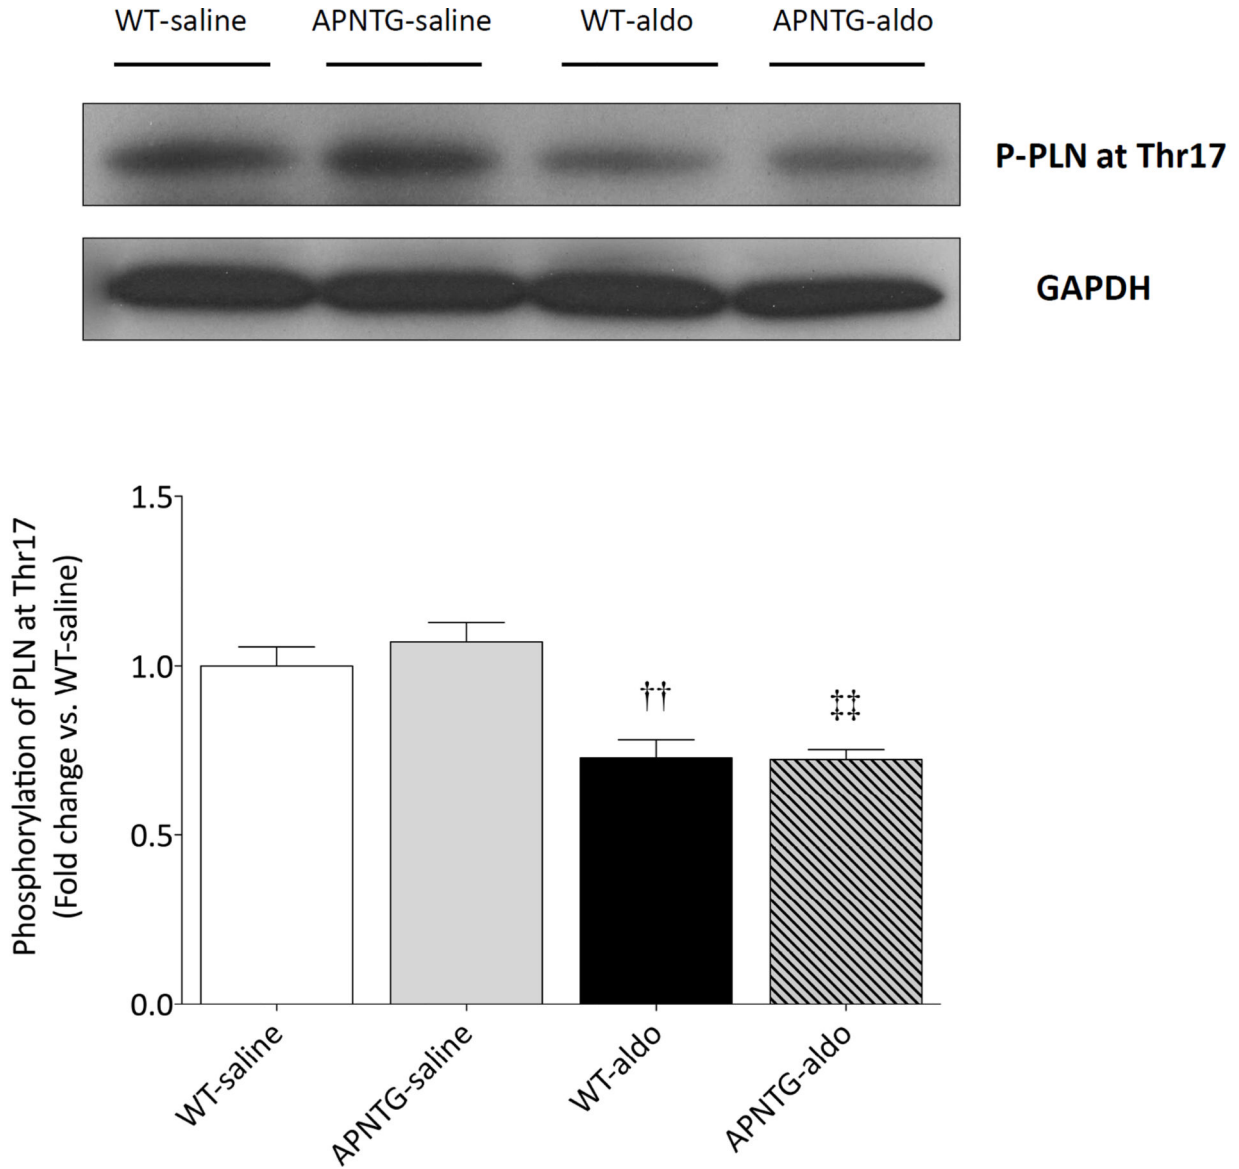 WT-saline APNTG-saline WT-aldo APNTG-aldo
P-PLN at Thr17
GAPDH
Phosphorylation of PLN at Thr17
(Fold change vs. WT-saline)
1.5
1.0
0.5
0.0
††
‡‡
WT-saline
APNTG-saline
WT-aldo
APNTG-aldo